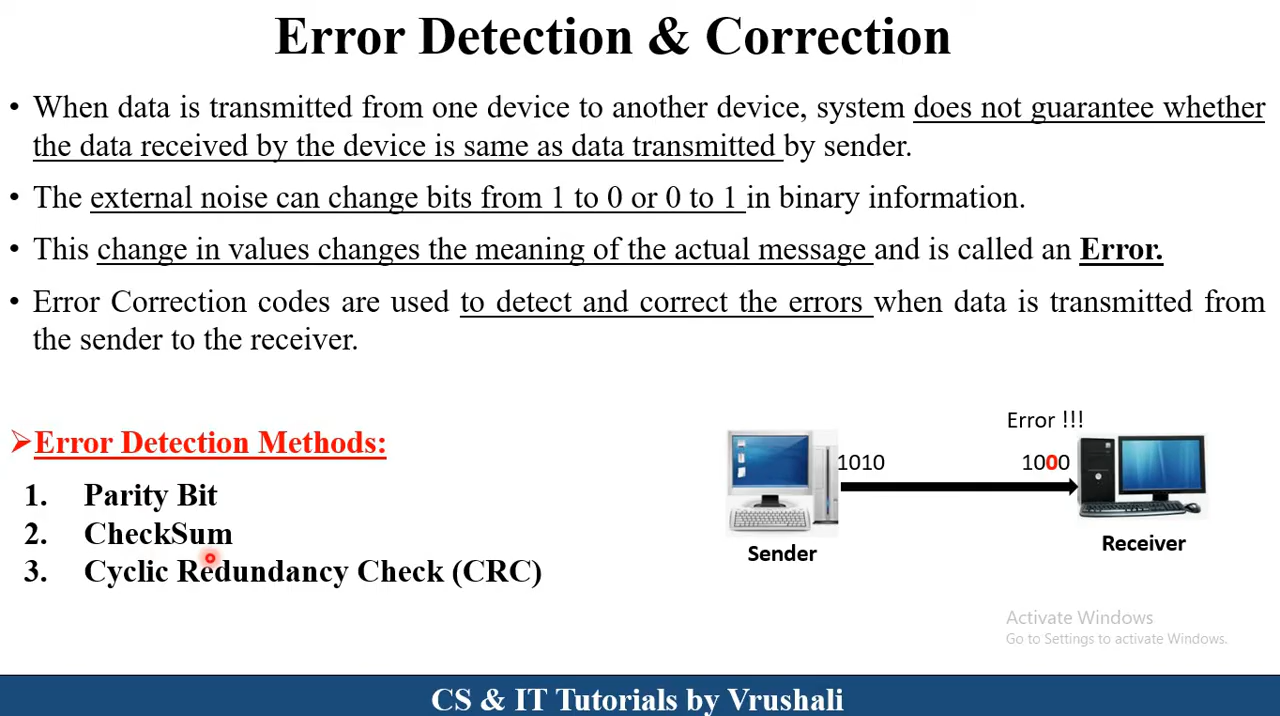 Error Detection & Correction
• When data is transmitted from one device to another device, system does not guarantee whether
the data received by the device is same as data transmitted by sender.
• The external noise can change bits from 1 to 0 or 0 to 1 in binary information.
• This change in values changes the meaning of the actual message and is called an Error.
• Error Correction codes are used to detect and correct the errors when data is transmitted from
the sender to the receiver.
➢Error Detection Methods:
1. Parity Bit
2. CheckSum
3. Cyclic Redundancy Check (CRC)
Error !!!
1010
1000
Sender
Receiver
Activate Windows
Go to Settings to activate Windows.
CS & IT Tutorials by Vrushali